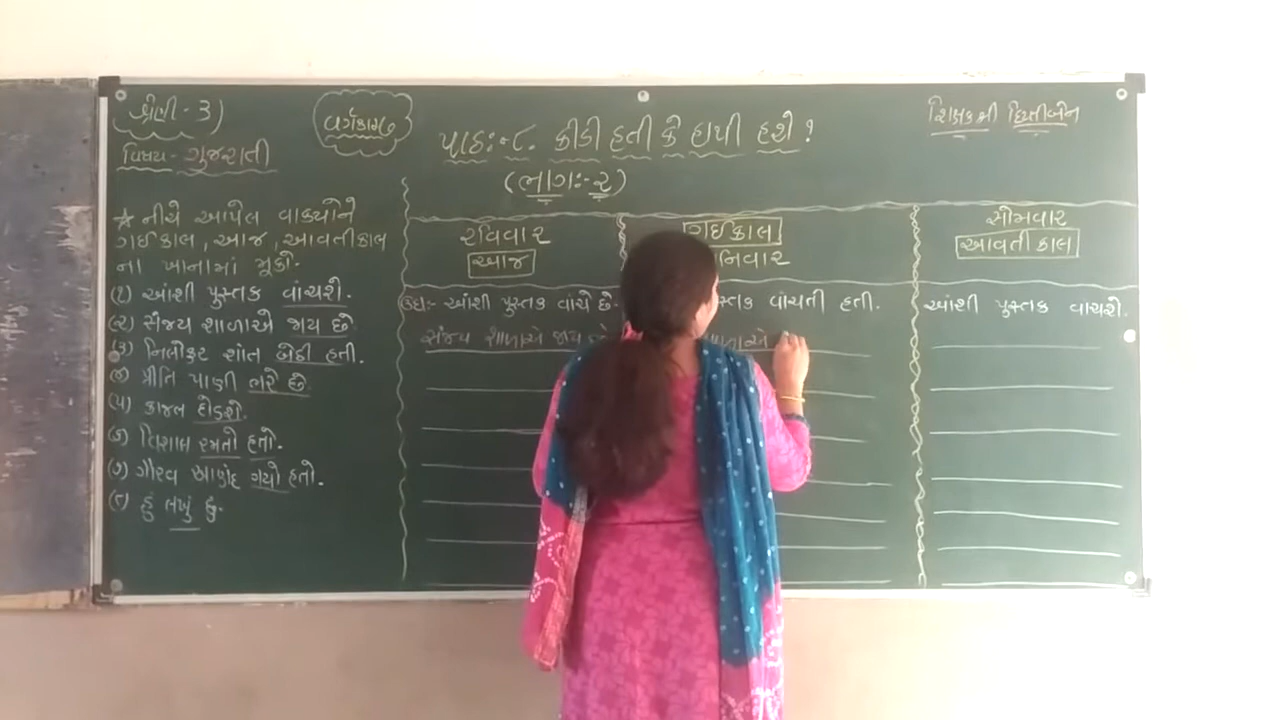 શ્રેણી - 3)
વર્ગકામ
શિક્ષકશ્રી
પાઠ:-૮. કીડી હતી કે હાથી હશે ?
વિષય - ગુજરાતી
(ભાગ:- ૨)
☆ નીચે આપેલ વાક્યોને
ગઈકાલ, આજ, આવતીકાલ
ના ખાનામાં મૂકો.
(૧) આંશી પુસ્તક વાંચશે.
(૨) સંજય શાળાએ જાય છે.
(૩) નિલોફર શાંત બેઠી હતી.
(૪) પ્રીતિ પાણી ભરે છે.
(૫) કાજલ દોડશે.
(૬) વિશાલ રમતો હતો.
(૭) ગૌરવ આણંદ ગયો હતો.
(૮) હું લખું છું.
રવિવાર
આજ
ઉદા:- આંશી પુસ્તક વાંચે છે.
સંજય શાળાએ જાય
ગઈકાલ
નિવાર
સ્તક વાંચતી હતી.
ળાએ
સોમવાર
આવતી કાલ
આંશી પુસ્તક વાચશે.